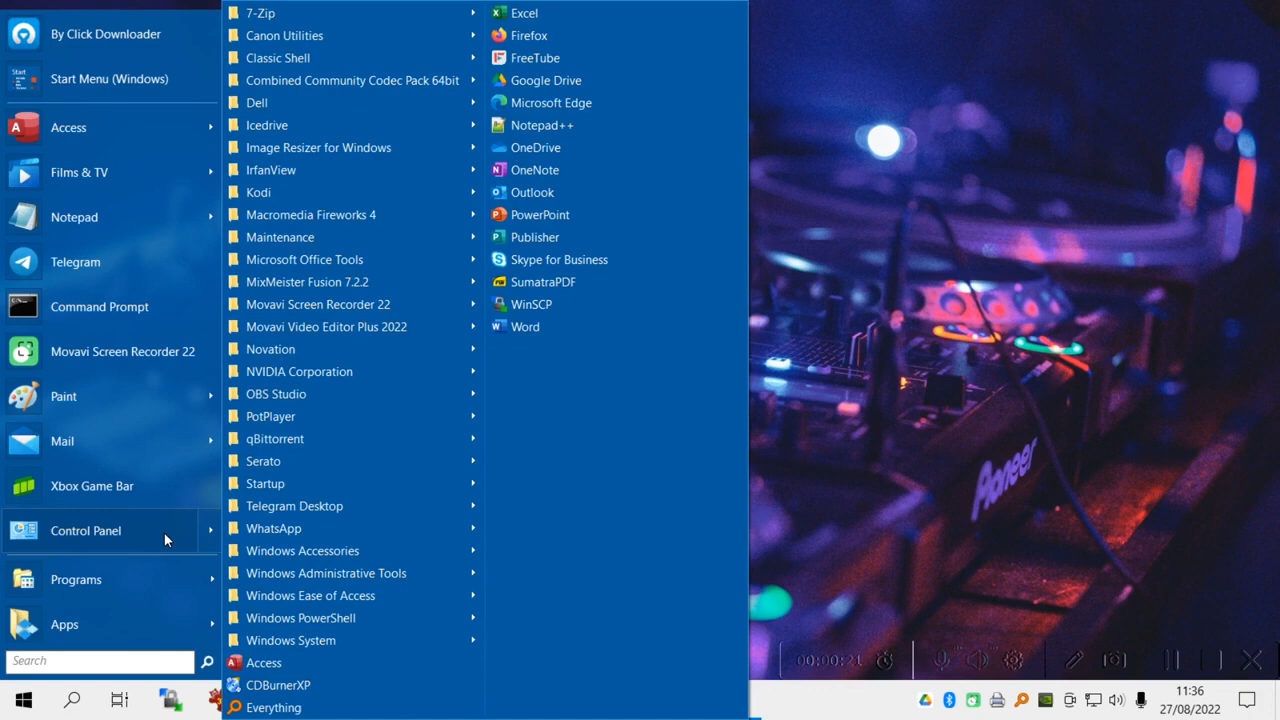 By Click Downloader
Start
Start Menu (Windows)
Access
Films & TV
Notepad
Telegram
Command Prompt
Movavi Screen Recorder 22
Paint
Mail
Xbox Game Bar
Control Panel
Programs
Apps
Search
7-Zip
Canon Utilities
Classic Shell
Combined Community Codec Pack 64bit
Dell
Icedrive
Image Resizer for Windows
IrfanView
Kodi
Macromedia Fireworks 4
Maintenance
Microsoft Office Tools
MixMeister Fusion 7.2.2
Movavi Screen Recorder 22
Movavi Video Editor Plus 2022
Novation
NVIDIA Corporation
OBS Studio
PotPlayer
qBittorrent
Serato
Startup
Telegram Desktop
WhatsApp
Windows Accessories
Windows Administrative Tools
Windows Ease of Access
Windows PowerShell
Windows System
Access
CDBurnerXP
Everything
Excel
Firefox
FreeTube
Google Drive
Microsoft Edge
Notepad++
OneDrive
OneNote
Outlook
PowerPoint
Publisher
Skype for Business
SumatraPDF
WinSCP
Word
Pioneer
00:00:21
11:36
27/08/2022